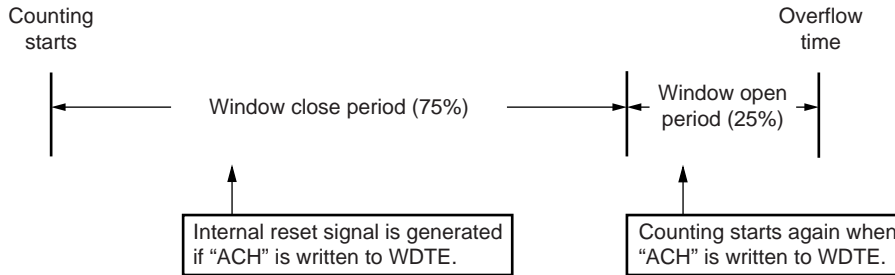 Counting
starts
Overflow
time
Window close period (75%)
Window open
period (25%)
Internal reset signal is generated
if “ACH” is written to WDTE.
Counting starts again when
“ACH” is written to WDTE.